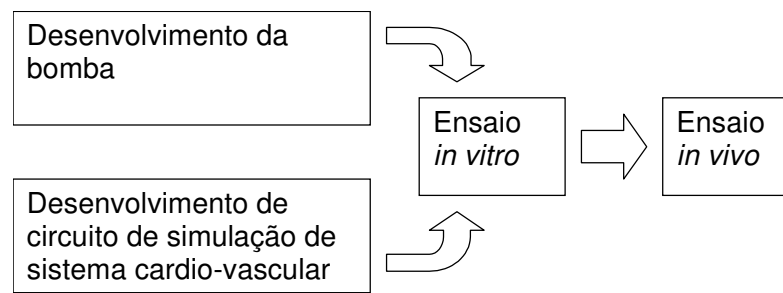 Desenvolvimento da
bomba
Ensaio
in vitro
Ensaio
in vivo
Desenvolvimento de
circuito de simulação de
sistema cardio-vascular